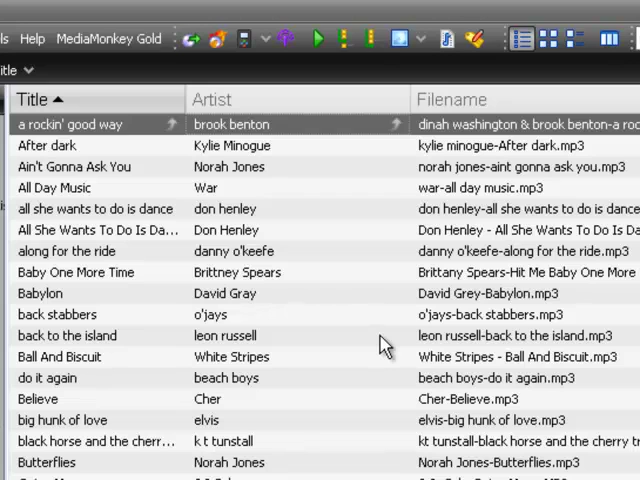 Help MediaMonkey Gold
Title Artist Filename
a rockin' good way brook benton dinah washington & brook benton-a
After dark Kylie Minogue kylie minogue-After dark.mp3
Ain't Gonna Ask You Norah Jones norah jones-aint gonna ask you.mp3
All Day Music War war-all day music.mp3
all she wants to do is dance don henley don henley-all she wants to do is dance
All She Wants To Do Is Da... Don Henley Don Henley - All She Wants To Do Is
along for the ride danny o'keefe danny o'keefe-along for the ride.mp3
Baby One More Time Brittney Spears Brittany Spears-Hit Me Baby One More
Babylon David Gray David Grey-Babylon.mp3
back stabbers o'jays o'jays-back stabbers.mp3
back to the island leon russell leon russell-back to the island.mp3
Ball And Biscuit White Stripes White Stripes - Ball And Biscuit.mp3
do it again beach boys beach boys-do it again.mp3
Believe Cher Cher-Believe.mp3
big hunk of love elvis elvis-big hunk of love.mp3
black horse and the cherr... k t tunstall kt tunstall-black horse and the cherry
Butterflies Norah Jones Norah Jones-Butterflies.mp3